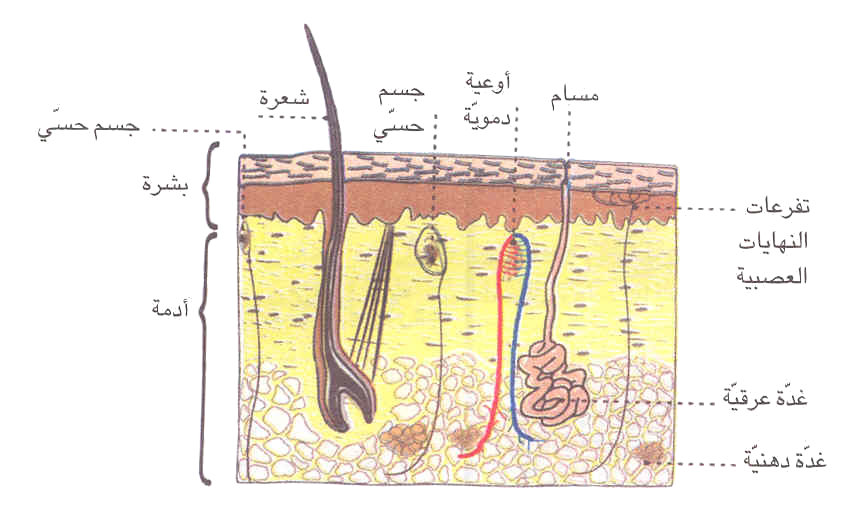 شعرة
جسم
حسّي
أوعية
دمويّة
مسام
جسم حسّي
بشرة
أدمة
تفرعات
النهايات
العصبية
غدّة عرقيّة
غدّة دهنيّة